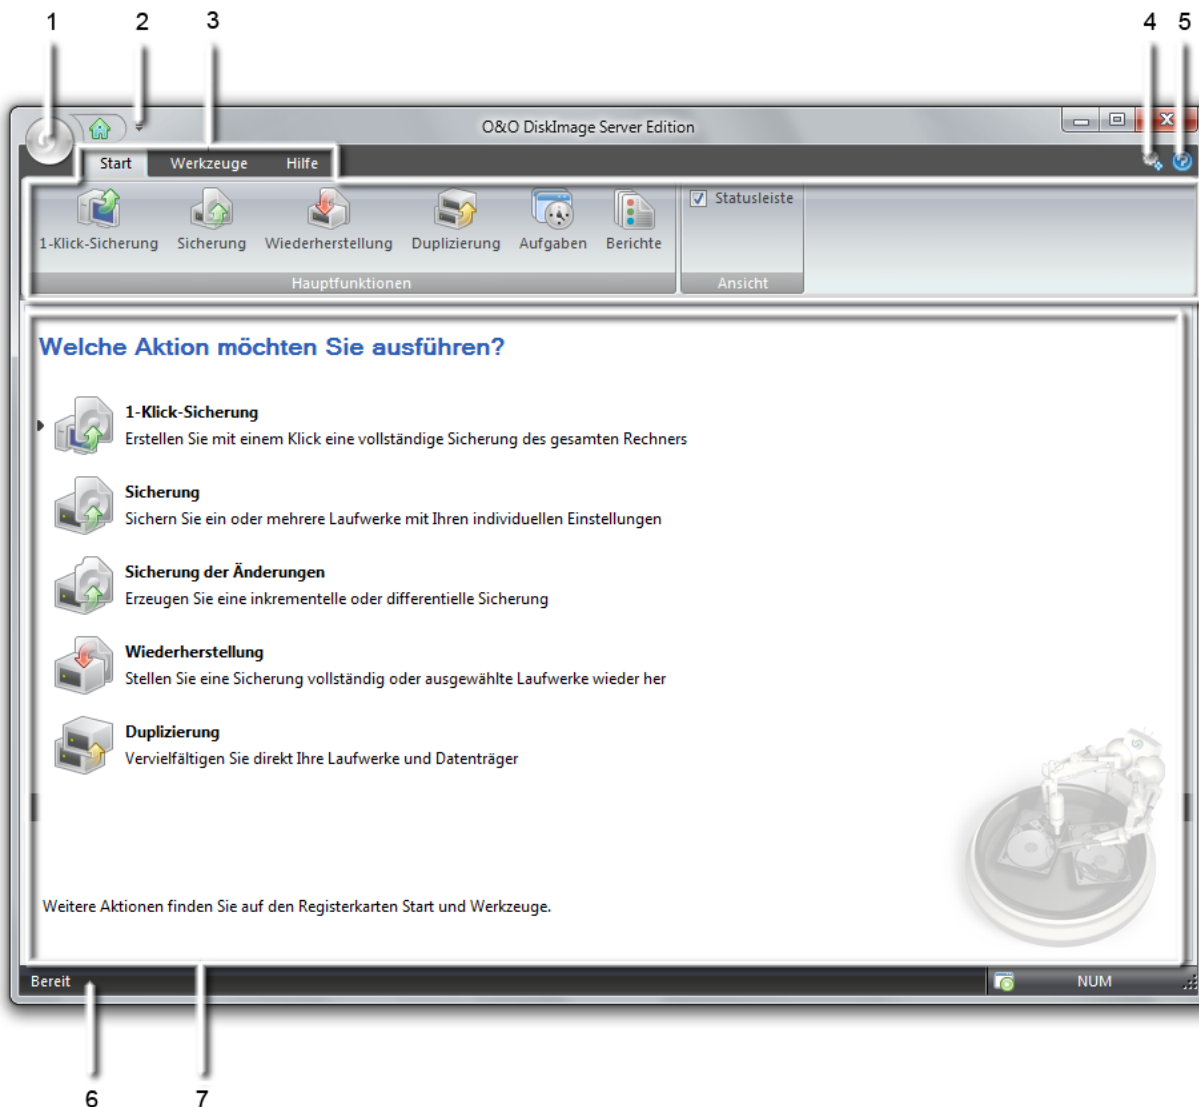 1 2 3 4 5
O&O DiskImage Server Edition
Start Werkzeuge Hilfe
Statusleiste
1-Klick-Sicherung Sicherung Wiederherstellung Duplizierung Aufgaben Berichte
Hauptfunktionen Ansicht
Welche Aktion möchten Sie ausführen?
1-Klick-Sicherung
Erstellen Sie mit einem Klick eine vollständige Sicherung des gesamten Rechners
Sicherung
Sichern Sie ein oder mehrere Laufwerke mit Ihren individuellen Einstellungen
Sicherung der Änderungen
Erzeugen Sie eine inkrementelle oder differentielle Sicherung
Wiederherstellung
Stellen Sie eine Sicherung vollständig oder ausgewählte Laufwerke wieder her
Duplizierung
Vervielfältigen Sie direkt Ihre Laufwerke und Datenträger
Weitere Aktionen finden Sie auf den Registerkarten Start und Werkzeuge.
Bereit NUM
6 7